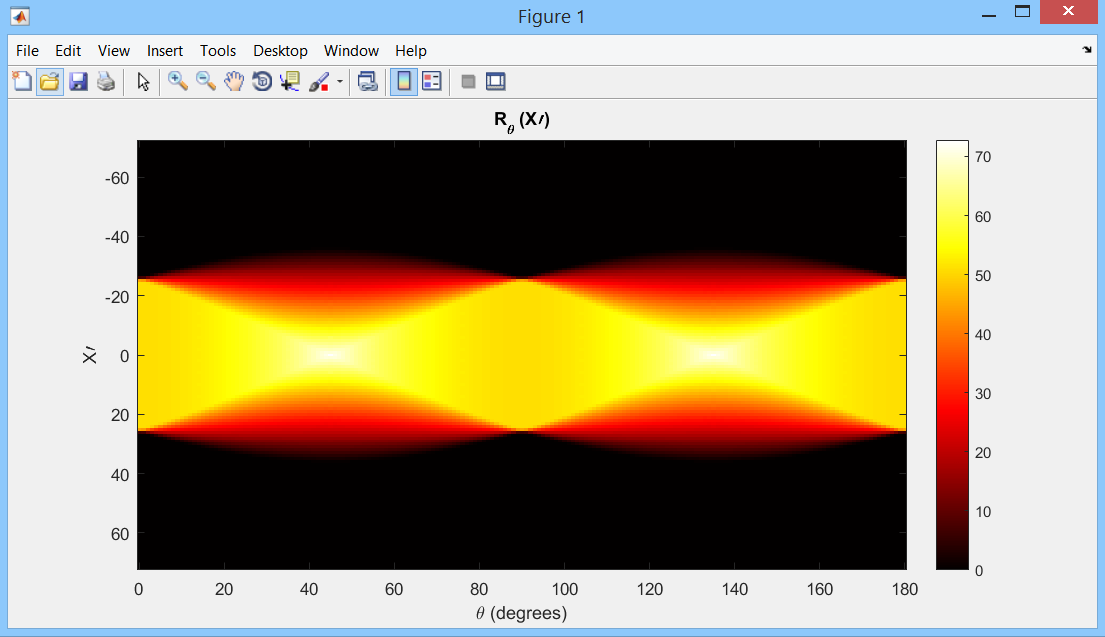 Figure 1
File Edit View Insert Tools Desktop Window Help
Rθ (X′)
-60
-40
-20
0
20
40
60
X′
0 20 40 60 80 100 120 140 160 180
θ (degrees)
70
60
50
40
30
20
10
0